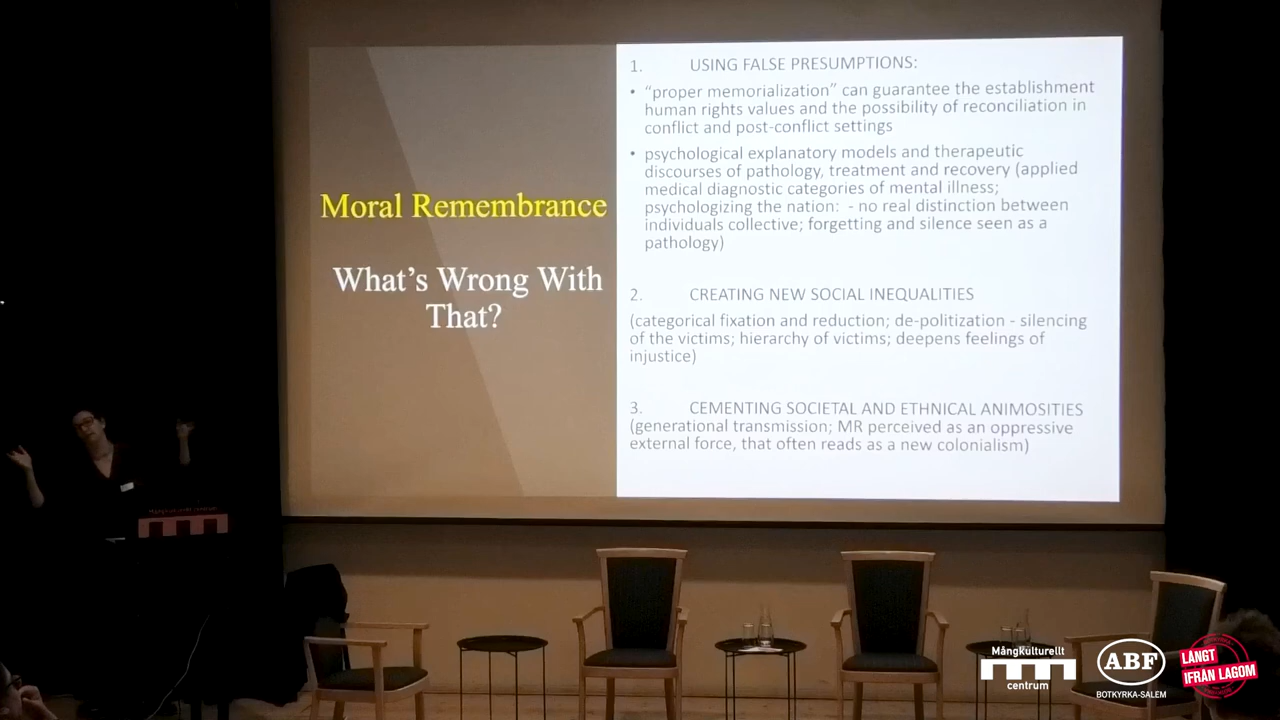 Moral Remembrance
What's Wrong With
That?
1. USING FALSE PRESUMPTIONS:
• "proper memorialization" can guarantee the establishment
human rights values and the possibility of reconciliation in
conflict and post-conflict settings
• psychological explanatory models and therapeutic
discourses of pathology, treatment and recovery (applied
medical diagnostic categories of mental illness;
psychologizing the nation: - no real distinction between
individuals collective; forgetting and silence seen as a
pathology)
2. CREATING NEW SOCIAL INEQUALITIES
(categorical fixation and reduction; de-politization - silencing
of the victims; hierarchy of victims; deepens feelings of
injustice)
3. CEMENTING SOCIETAL AND ETHNICAL ANIMOSITIES
(generational transmission; MR perceived as an oppressive
external force, that often reads as a new colonialism)
MångKulturellt
centrum
ABF
BOTKYRKA-SALEM
LÅNGT
IFRÅN LAGOM